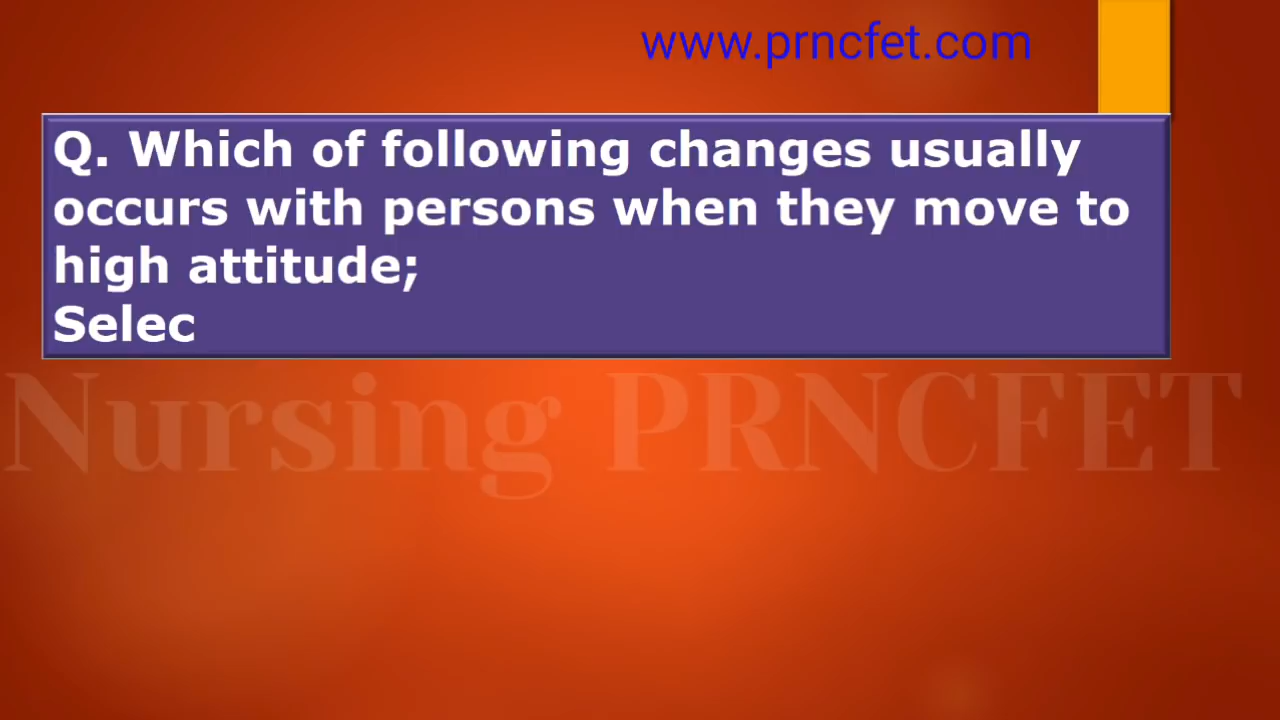 www.prncfet.com
Q. Which of following changes usually
occurs with persons when they move to
high attitude;
Selec
Nursing PRNCFET